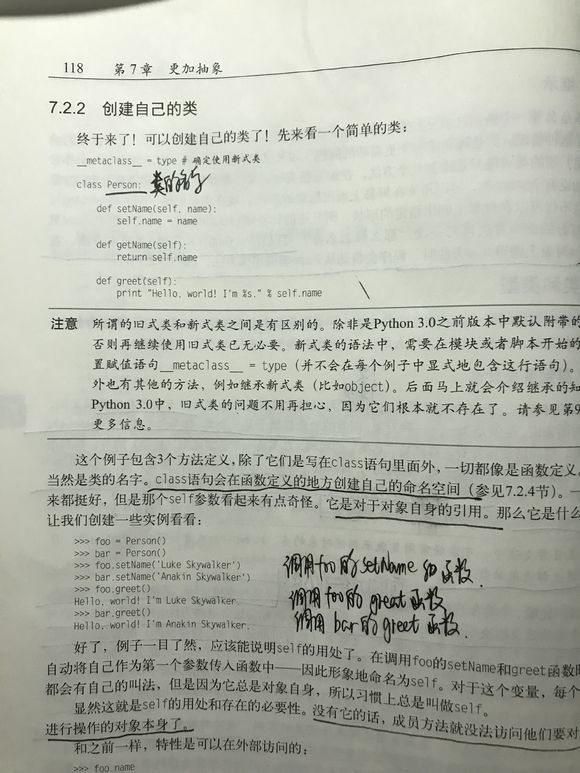 118 第7章 更加抽象
7.2.2 创建自己的类
终于来了！可以创建自己的类了！先来看一个简单的类：
__metaclass__ = type # 确定使用新式类
class Person: 类的名字
def setName(self, name):
self.name = name
def getName(self):
return self.name
def greet(self):
print "Hello, world! I'm %s." % self.name
注意 所谓的旧式类和新式类之间是有区别的。除非是Python 3.0之前版本中默认附带的
否则再继续使用旧式类已无必要。新式类的语法中，需要在模块或者脚本开始的
置赋值语句__metaclass__ = type（并不会在每个例子中显式地包含这行语句）。
外也有其他的方法，例如继承新式类（比如object）。后面马上就会介绍继承的知
Python 3.0中，旧式类的问题不用再担心，因为它们根本就不存在了。请参见第9
更多信息。
这个例子包含3个方法定义，除了它们是写在class语句里面外，一切都像是函数定义。
当然是类的名字。class语句会在函数定义的地方创建自己的命名空间（参见7.2.4节）。一
来都挺好，但是那个self参数看起来有点奇怪。它是对于对象自身的引用。那么它是什么
让我们创建一些实例看看：
>>> foo = Person()
>>> bar = Person()
>>> foo.setName('Luke Skywalker') 调用foo的setName 函数.
>>> bar.setName('Anakin Skywalker')
>>> foo.greet() 调用foo的great函数
Hello, world! I'm Luke Skywalker.
>>> bar.greet() 调用bar的greet函数.
Hello, world! I'm Anakin Skywalker.
好了，例子一目了然，应该能说明self的用处了。在调用foo的setName和greet函数时
自动将自己作为第一个参数传入函数中——因此形象地命名为self。对于这个变量，每个
都会有自己的叫法，但是因为它总是对象自身，所以习惯上总是叫做self。
显然这就是self的用处和存在的必要性。没有它的话，成员方法就没法访问他们要对
进行操作的对象本身了。
和之前一样，特性是可以在外部访问的：
>>> foo.name